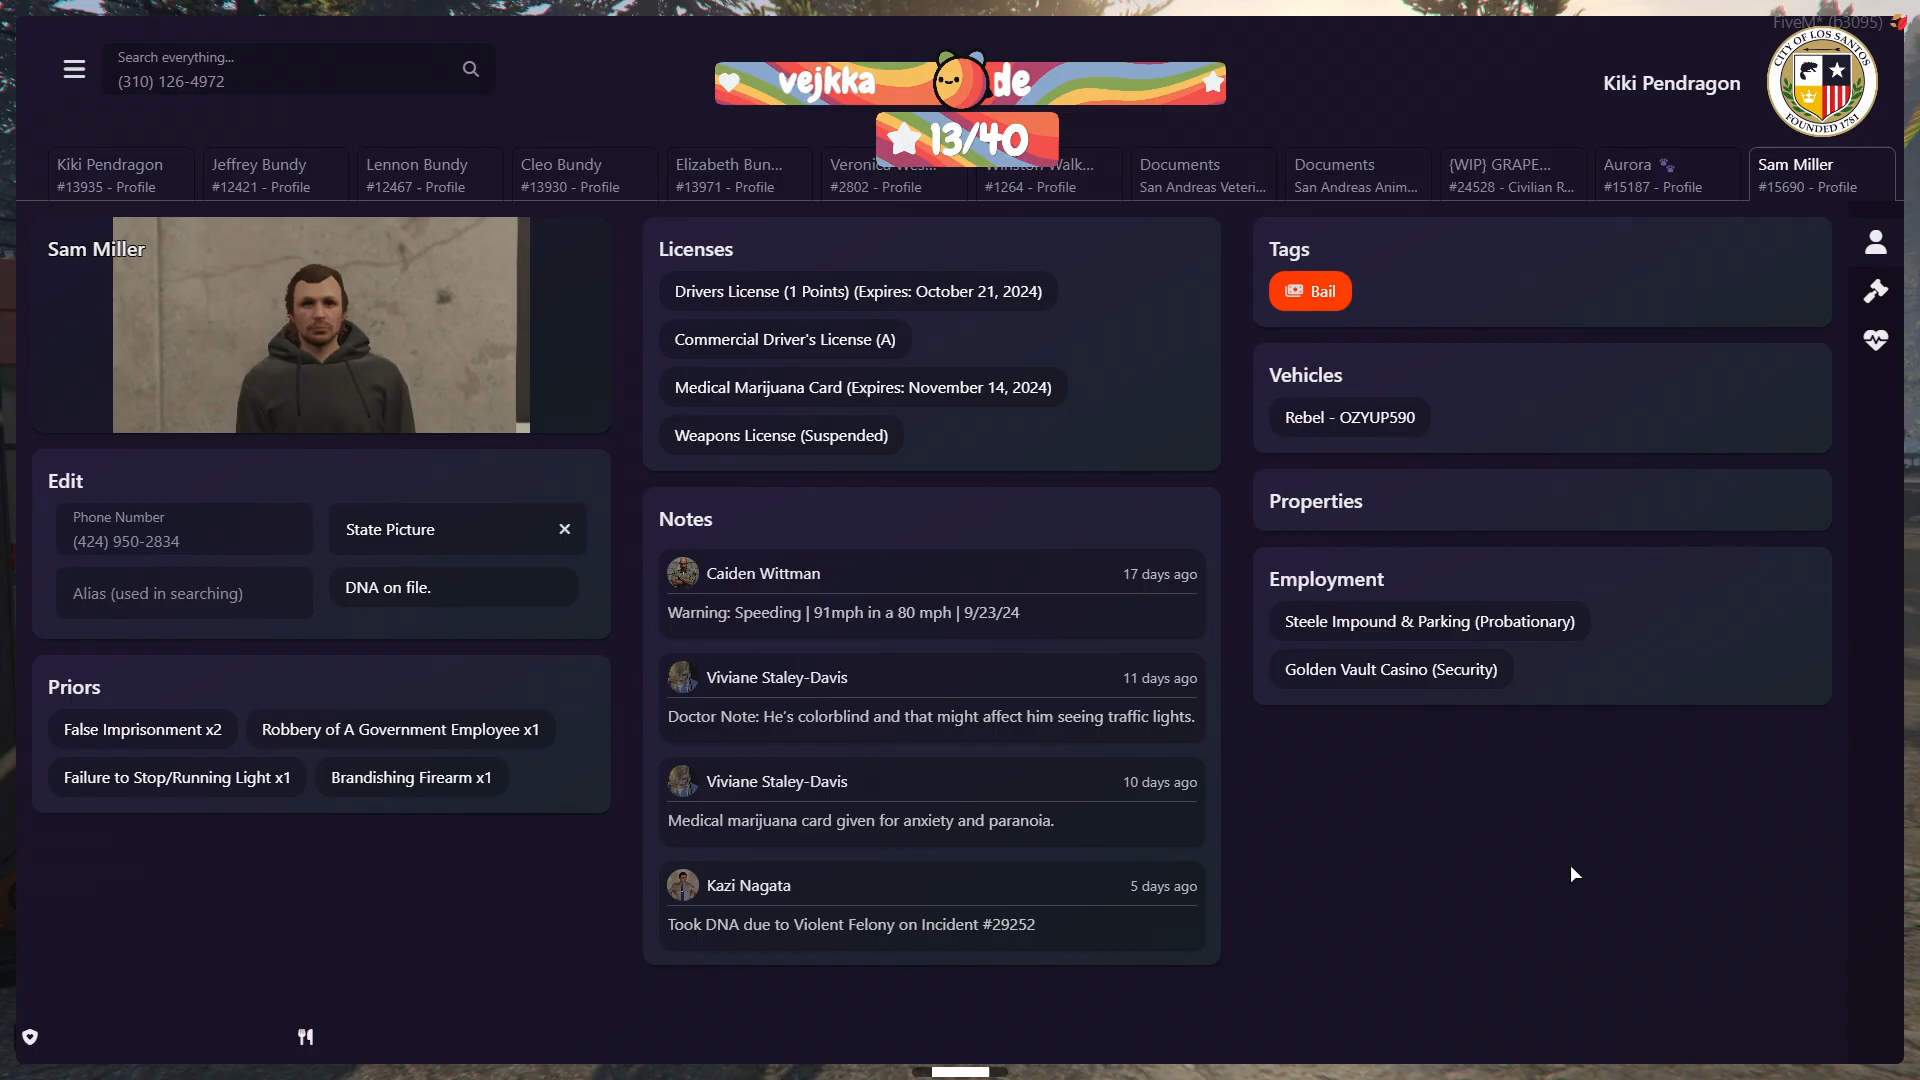 FiveM* (b3095)
Search everything...
(310) 126-4972
vejkka de
13/40
Kiki Pendragon
CITY OF LOS SANTOS
FOUNDED 1781
Kiki Pendragon
#13935 - Profile
Jeffrey Bundy
#12421 - Profile
Lennon Bundy
#12467 - Profile
Cleo Bundy
#13930 - Profile
Elizabeth Bun...
#13971 - Profile
Veronica
#2802 - Profile
Walk...
#1264 - Profile
Documents
San Andreas Veteri...
Documents
San Andreas Anim...
{WIP} GRAPE...
#24528 - Civilian R...
Aurora 🐾
#15187 - Profile
Sam Miller
#15690 - Profile
Sam Miller
Edit
Phone Number
(424) 950-2834
State Picture
Alias (used in searching)
DNA on file.
Priors
False Imprisonment x2
Robbery of A Government Employee x1
Failure to Stop/Running Light x1
Brandishing Firearm x1
Licenses
Drivers License (1 Points) (Expires: October 21, 2024)
Commercial Driver's License (A)
Medical Marijuana Card (Expires: November 14, 2024)
Weapons License (Suspended)
Notes
Caiden Wittman
17 days ago
Warning: Speeding | 91mph in a 80 mph | 9/23/24
Viviane Staley-Davis
11 days ago
Doctor Note: He's colorblind and that might affect him seeing traffic lights.
Viviane Staley-Davis
10 days ago
Medical marijuana card given for anxiety and paranoia.
Kazi Nagata
5 days ago
Took DNA due to Violent Felony on Incident #29252
Tags
Bail
Vehicles
Rebel - OZYUP590
Properties
Employment
Steele Impound & Parking (Probationary)
Golden Vault Casino (Security)